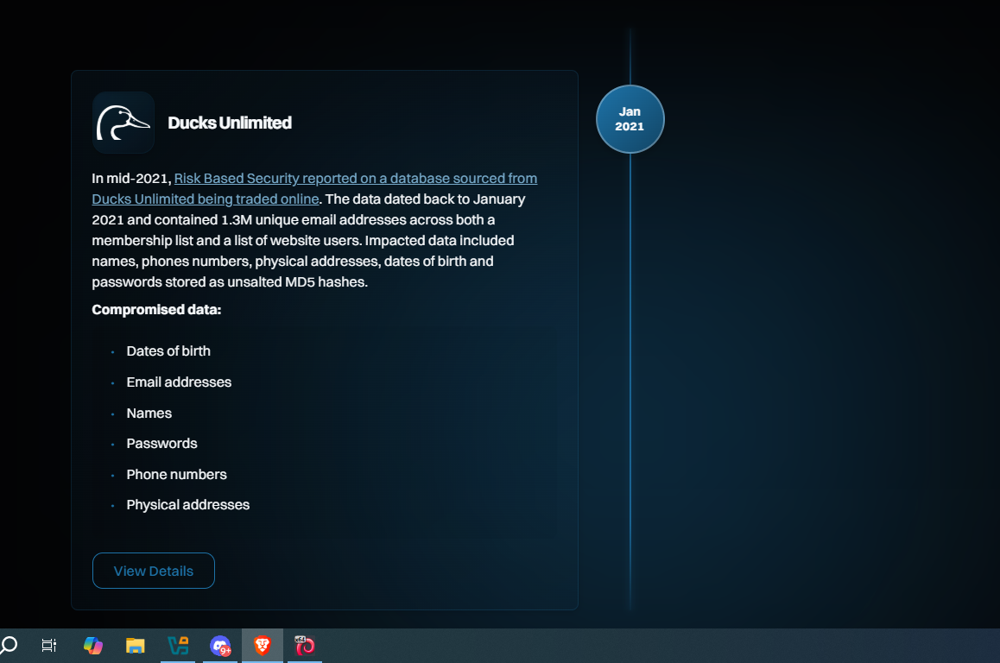 Ducks Unlimited
Jan
2021
In mid-2021, Risk Based Security reported on a database sourced from
Ducks Unlimited being traded online. The data dated back to January
2021 and contained 1.3M unique email addresses across both a
membership list and a list of website users. Impacted data included
names, phones numbers, physical addresses, dates of birth and
passwords stored as unsalted MD5 hashes.
Compromised data:
Dates of birth
Email addresses
Names
Passwords
Phone numbers
Physical addresses
View Details
9+
x64